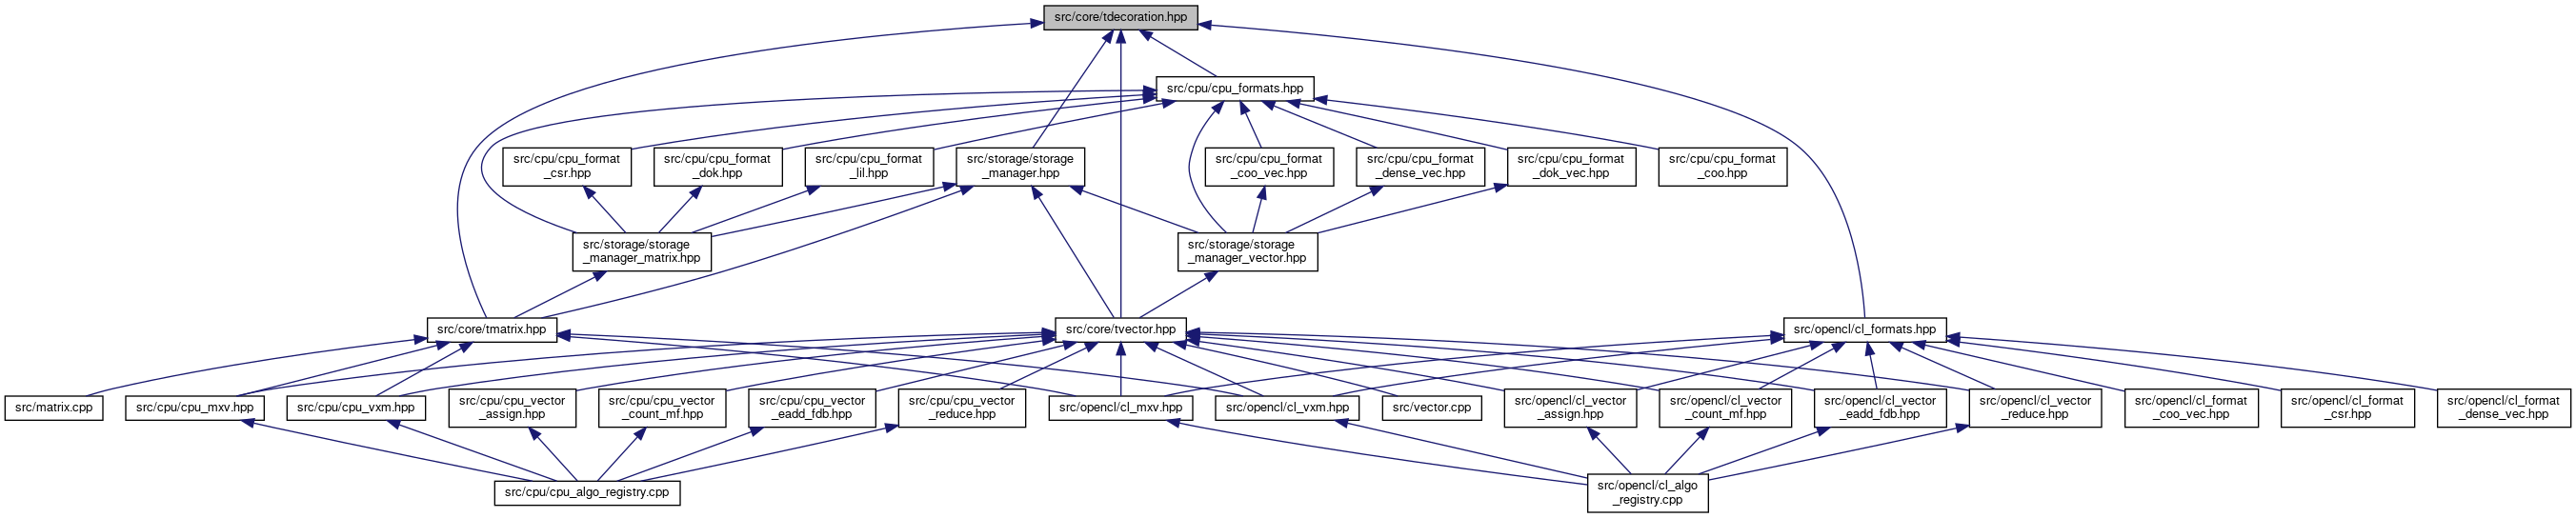 src/core/tdecoration.hpp
src/cpu/cpu_formats.hpp
src/cpu/cpu_format
_csr.hpp
src/cpu/cpu_format
_dok.hpp
src/cpu/cpu_format
_lil.hpp
src/storage/storage
_manager.hpp
src/cpu/cpu_format
_coo_vec.hpp
src/cpu/cpu_format
_dense_vec.hpp
src/cpu/cpu_format
_dok_vec.hpp
src/cpu/cpu_format
_coo.hpp
src/storage/storage
_manager_matrix.hpp
src/storage/storage
_manager_vector.hpp
src/core/tmatrix.hpp
src/core/tvector.hpp
src/opencl/cl_formats.hpp
src/matrix.cpp
src/cpu/cpu_mxv.hpp
src/cpu/cpu_vxm.hpp
src/cpu/cpu_vector
_assign.hpp
src/cpu/cpu_vector
_count_mf.hpp
src/cpu/cpu_vector
_eadd_fdb.hpp
src/cpu/cpu_vector
_reduce.hpp
src/opencl/cl_mxv.hpp
src/opencl/cl_vxm.hpp
src/vector.cpp
src/opencl/cl_vector
_assign.hpp
src/opencl/cl_vector
_count_mf.hpp
src/opencl/cl_vector
_eadd_fdb.hpp
src/opencl/cl_vector
_reduce.hpp
src/opencl/cl_format
_coo_vec.hpp
src/opencl/cl_format
_csr.hpp
src/opencl/cl_format
_dense_vec.hpp
src/cpu/cpu_algo_registry.cpp
src/opencl/cl_algo
_registry.cpp